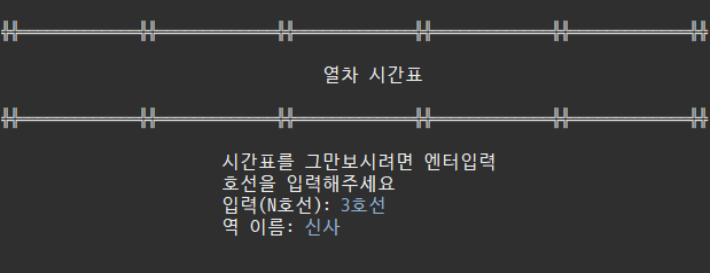 열차 시간표
시간표를 그만보시려면 엔터입력
호선을 입력해주세요
입력(N호선): 3호선
역 이름: 신사